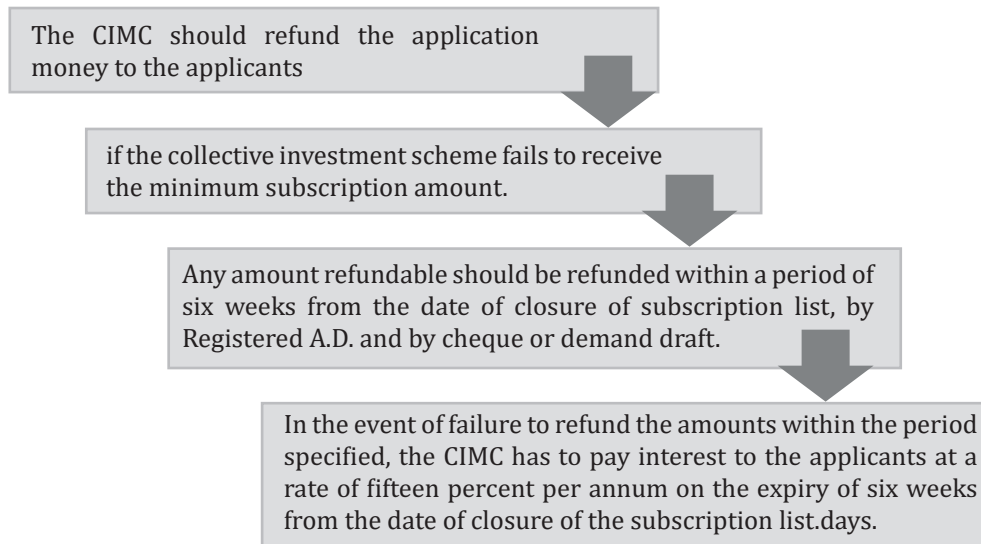 The CIMC should refund the application
money to the applicants
if the collective investment scheme fails to receive
the minimum subscription amount.
Any amount refundable should be refunded within a period of
six weeks from the date of closure of subscription list, by
Registered A.D. and by cheque or demand draft.
In the event of failure to refund the amounts within the period
specified, the CIMC has to pay interest to the applicants at a
rate of fifteen percent per annum on the expiry of six weeks
from the date of closure of the subscription list.days.